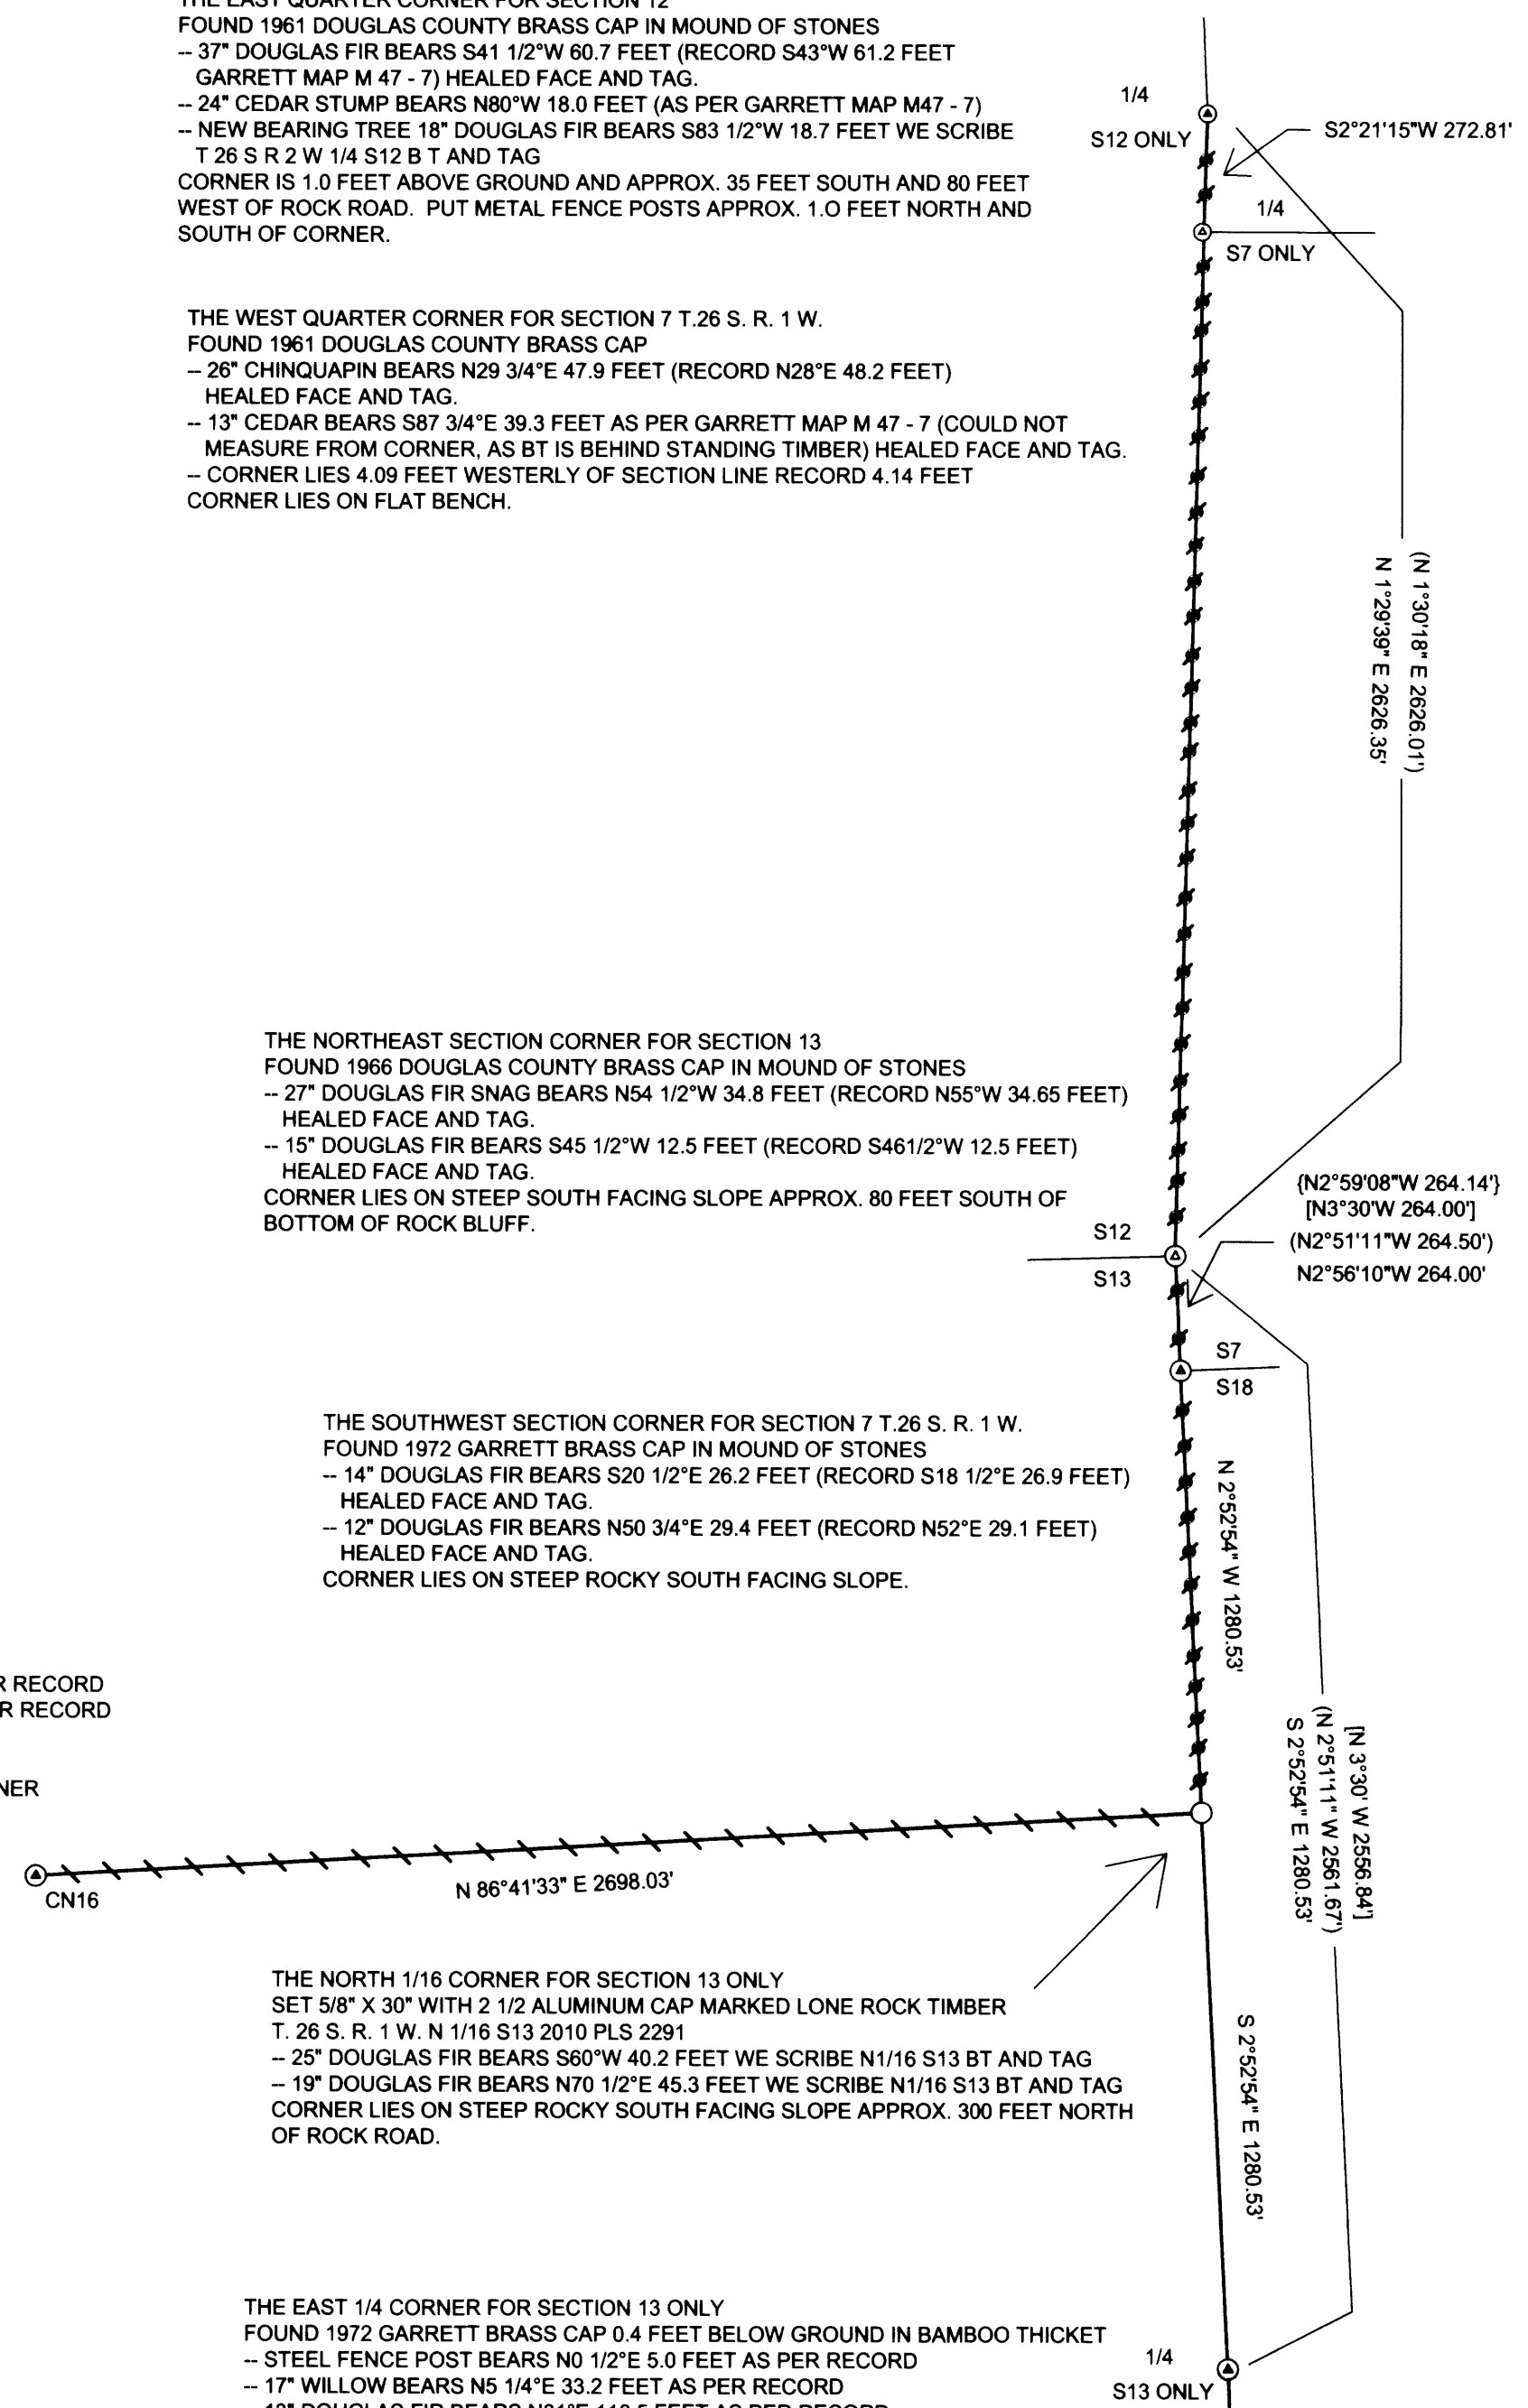 THE EAST QUARTER CORNER FOR SECTION 12
FOUND 1961 DOUGLAS COUNTY BRASS CAP IN MOUND OF STONES
-- 37" DOUGLAS FIR BEARS S41 1/2°W 60.7 FEET (RECORD S43°W 61.2 FEET
GARRETT MAP M 47 - 7) HEALED FACE AND TAG.
-- 24" CEDAR STUMP BEARS N80°W 18.0 FEET (AS PER GARRETT MAP M47 - 7)
-- NEW BEARING TREE 18" DOUGLAS FIR BEARS S83 1/2°W 18.7 FEET WE SCRIBE
T 26 S R 2 W 1/4 S12 B T AND TAG
CORNER IS 1.0 FEET ABOVE GROUND AND APPROX. 35 FEET SOUTH AND 80 FEET
WEST OF ROCK ROAD. PUT METAL FENCE POSTS APPROX. 1.O FEET NORTH AND
SOUTH OF CORNER.
1/4
S12 ONLY
S2°21'15"W 272.81'
1/4
S7 ONLY
THE WEST QUARTER CORNER FOR SECTION 7 T.26 S. R. 1 W.
FOUND 1961 DOUGLAS COUNTY BRASS CAP
-- 26" CHINQUAPIN BEARS N29 3/4°E 47.9 FEET (RECORD N28°E 48.2 FEET)
HEALED FACE AND TAG.
-- 13" CEDAR BEARS S87 3/4°E 39.3 FEET AS PER GARRETT MAP M 47 - 7 (COULD NOT
MEASURE FROM CORNER, AS BT IS BEHIND STANDING TIMBER) HEALED FACE AND TAG.
-- CORNER LIES 4.09 FEET WESTERLY OF SECTION LINE RECORD 4.14 FEET
CORNER LIES ON FLAT BENCH.
(N 1°30'18" E 2626.01')
N 1°29'39" E 2626.35'
THE NORTHEAST SECTION CORNER FOR SECTION 13
FOUND 1966 DOUGLAS COUNTY BRASS CAP IN MOUND OF STONES
-- 27" DOUGLAS FIR SNAG BEARS N54 1/2°W 34.8 FEET (RECORD N55°W 34.65 FEET)
HEALED FACE AND TAG.
-- 15" DOUGLAS FIR BEARS S45 1/2°W 12.5 FEET (RECORD S461/2°W 12.5 FEET)
HEALED FACE AND TAG.
CORNER LIES ON STEEP SOUTH FACING SLOPE APPROX. 80 FEET SOUTH OF
BOTTOM OF ROCK BLUFF.
S12
S13
{N2°59'08"W 264.14'}
[N3°30'W 264.00']
(N2°51'11"W 264.50')
N2°56'10"W 264.00'
S7
S18
THE SOUTHWEST SECTION CORNER FOR SECTION 7 T.26 S. R. 1 W.
FOUND 1972 GARRETT BRASS CAP IN MOUND OF STONES
-- 14" DOUGLAS FIR BEARS S20 1/2°E 26.2 FEET (RECORD S18 1/2°E 26.9 FEET)
HEALED FACE AND TAG.
-- 12" DOUGLAS FIR BEARS N50 3/4°E 29.4 FEET (RECORD N52°E 29.1 FEET)
HEALED FACE AND TAG.
CORNER LIES ON STEEP ROCKY SOUTH FACING SLOPE.
N 2°52'54" W 1280.53'
R RECORD
R RECORD
NER
[N 3°30' W 2556.84']
(N 2°51'11" W 2561.67')
S 2°52'54" E 1280.53'
CN16
N 86°41'33" E 2698.03'
THE NORTH 1/16 CORNER FOR SECTION 13 ONLY
SET 5/8" X 30" WITH 2 1/2 ALUMINUM CAP MARKED LONE ROCK TIMBER
T. 26 S. R. 1 W. N 1/16 S13 2010 PLS 2291
-- 25" DOUGLAS FIR BEARS S60°W 40.2 FEET WE SCRIBE N1/16 S13 BT AND TAG
-- 19" DOUGLAS FIR BEARS N70 1/2°E 45.3 FEET WE SCRIBE N1/16 S13 BT AND TAG
CORNER LIES ON STEEP ROCKY SOUTH FACING SLOPE APPROX. 300 FEET NORTH
OF ROCK ROAD.
S 2°52'54" E 1280.53'
THE EAST 1/4 CORNER FOR SECTION 13 ONLY
FOUND 1972 GARRETT BRASS CAP 0.4 FEET BELOW GROUND IN BAMBOO THICKET
-- STEEL FENCE POST BEARS N0 1/2°E 5.0 FEET AS PER RECORD
-- 17" WILLOW BEARS N5 1/4°E 33.2 FEET AS PER RECORD
DOUGLAS FIR BEARS FEET AS PER RECORD
1/4
S13 ONLY